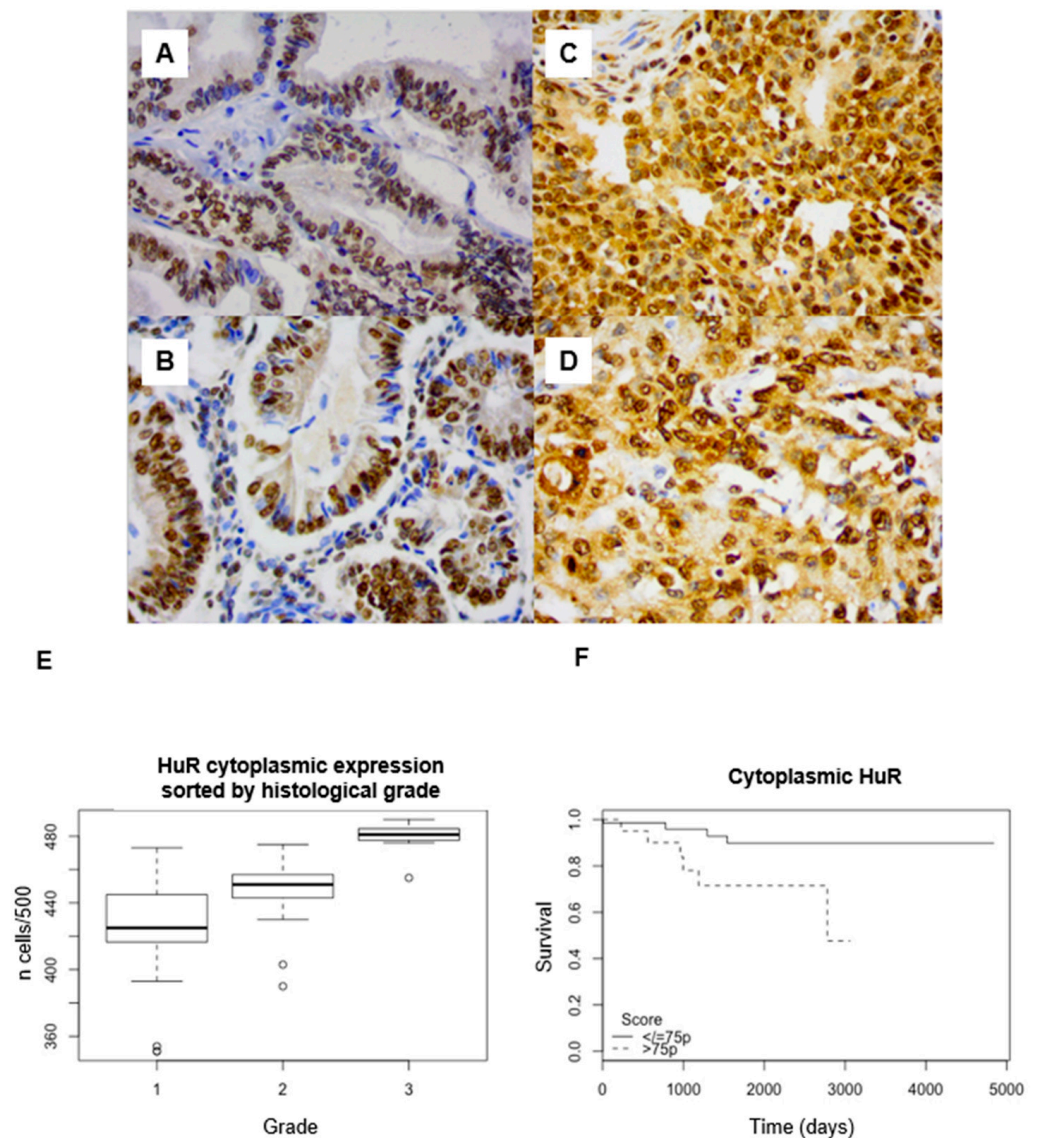 A
C
B
D
E
F
HuR cytoplasmic expression
sorted by histological grade
n cells/500
480
440
400
360
1
2
3
Grade
Cytoplasmic HuR
Survival
1.0
0.8
0.6
0.4
0.2
0.0
Score
</=75p
>75p
0
1000
2000
3000
4000
5000
Time (days)